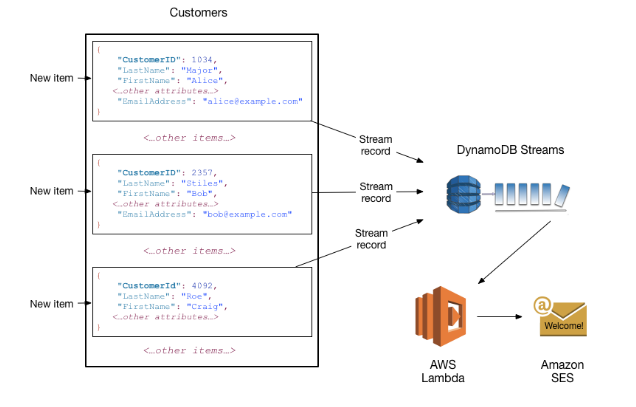 Customers
{
"CustomerID": 1034,
"LastName": "Major",
"FirstName": "Alice",
<…other attributes…>
"EmailAddress": "alice@example.com"
}
New item
<…other items…>
{
"CustomerID": 2357,
"LastName": "Stiles",
"FirstName": "Bob",
<…other attributes…>
"EmailAddress": "bob@example.com"
}
New item
<…other items…>
{
"CustomerId": 4092,
"LastName": "Roe",
"FirstName": "Craig",
<…other attributes…>
}
New item
<…other items…>
Stream
record
Stream
record
Stream
record
DynamoDB Streams
AWS
Lambda
@
Welcome!
Amazon
SES